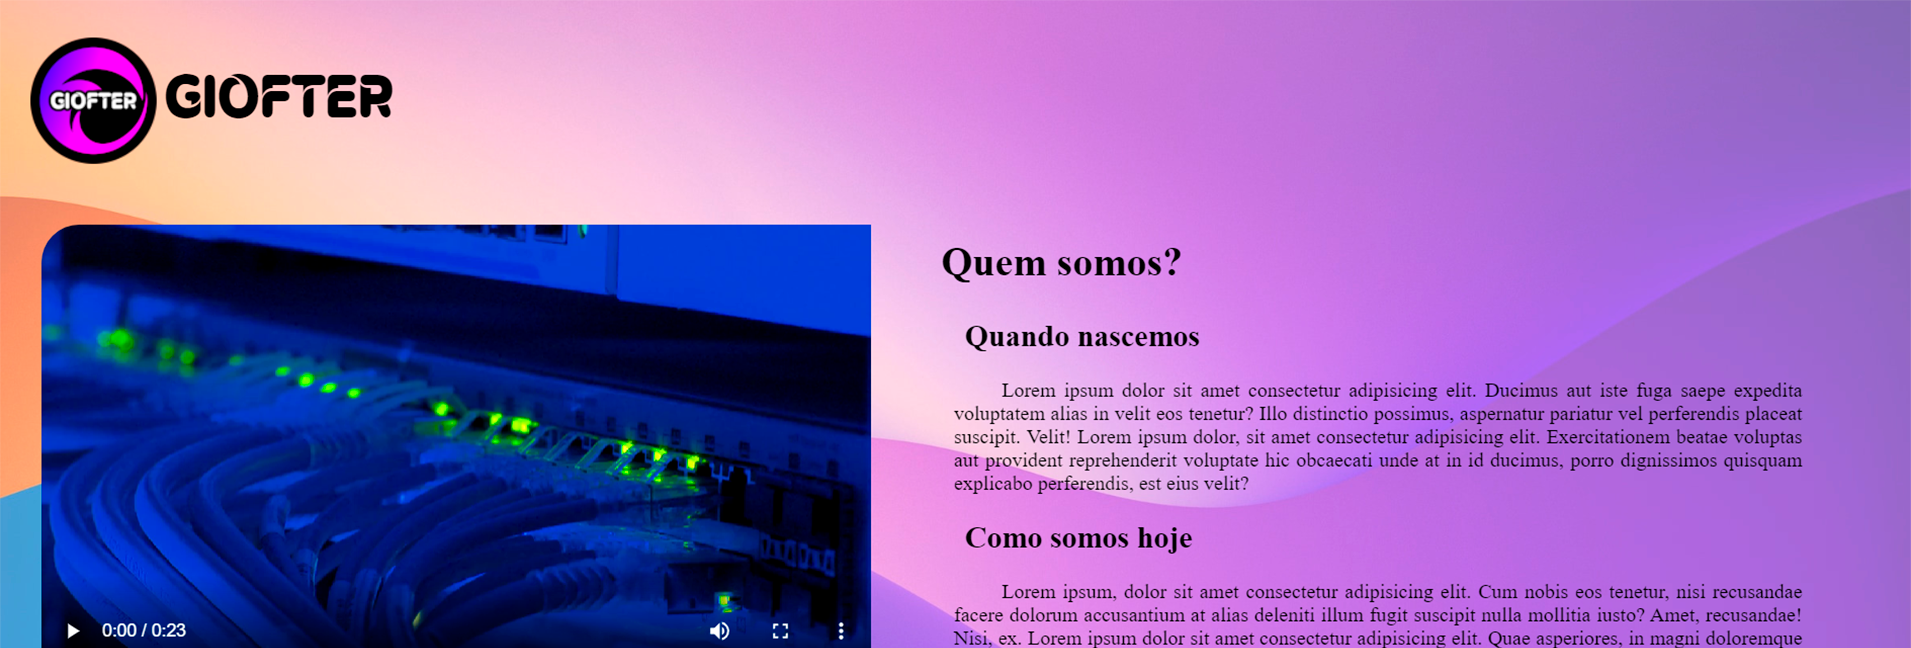 GIOFTER
GIOFTER
Quem somos?
Quando nascemos
Lorem ipsum dolor sit amet consectetur adipisicing elit. Ducimus aut iste fuga saepe expedita
voluptatem alias in velit eos tenetur? Illo distinctio possimus, aspernatur pariatur vel perferendis placeat
suscipit. Velit! Lorem ipsum dolor, sit amet consectetur adipisicing elit. Exercitationem beatae voluptas
aut provident reprehenderit voluptate hic obcaecati unde at in id ducimus, porro dignissimos quisquam
explicabo perferendis, est eius velit?
Como somos hoje
Lorem ipsum, dolor sit amet consectetur adipisicing elit. Cum nobis eos tenetur, nisi recusandae
facere dolorum accusantium at alias deleniti illum fugit suscipit nulla mollitia iusto? Amet, recusandae!
Nisi, ex. Lorem ipsum dolor sit amet consectetur adipisicing elit. Quae asperiores, in magni doloremque
0:00 / 0:23